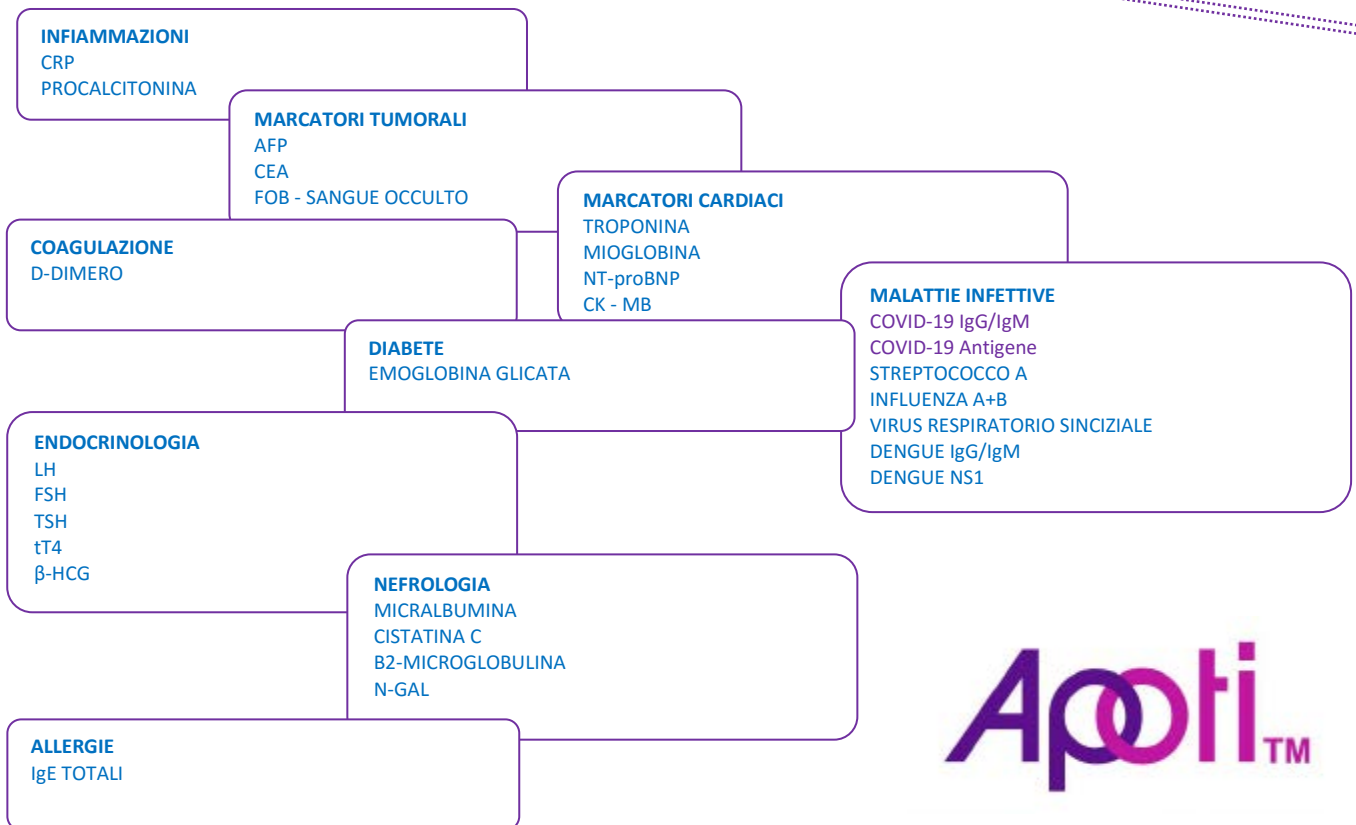 INFIAMMAZIONI
CRP
PROCALCITONINA
MARCATORI TUMORALI
AFP
CEA
FOB - SANGUE OCCULTO
MARCATORI CARDIACI
TROPONINA
MIOGLOBINA
NT-proBNP
CK - MB
COAGULAZIONE
D-DIMERO
MALATTIE INFETTIVE
COVID-19 IgG/IgM
COVID-19 Antigene
STREPTOCOCCO A
INFLUENZA A+B
VIRUS RESPIRATORIO SINCIZIALE
DENGUE IgG/IgM
DENGUE NS1
DIABETE
EMOGLOBINA GLICATA
ENDOCRINOLOGIA
LH
FSH
TSH
tT4
β-HCG
NEFROLOGIA
MICRALBUMINA
CISTATINA C
B2-MICROGLOBULINA
N-GAL
ALLERGIE
IgE TOTALI
Apoti TM